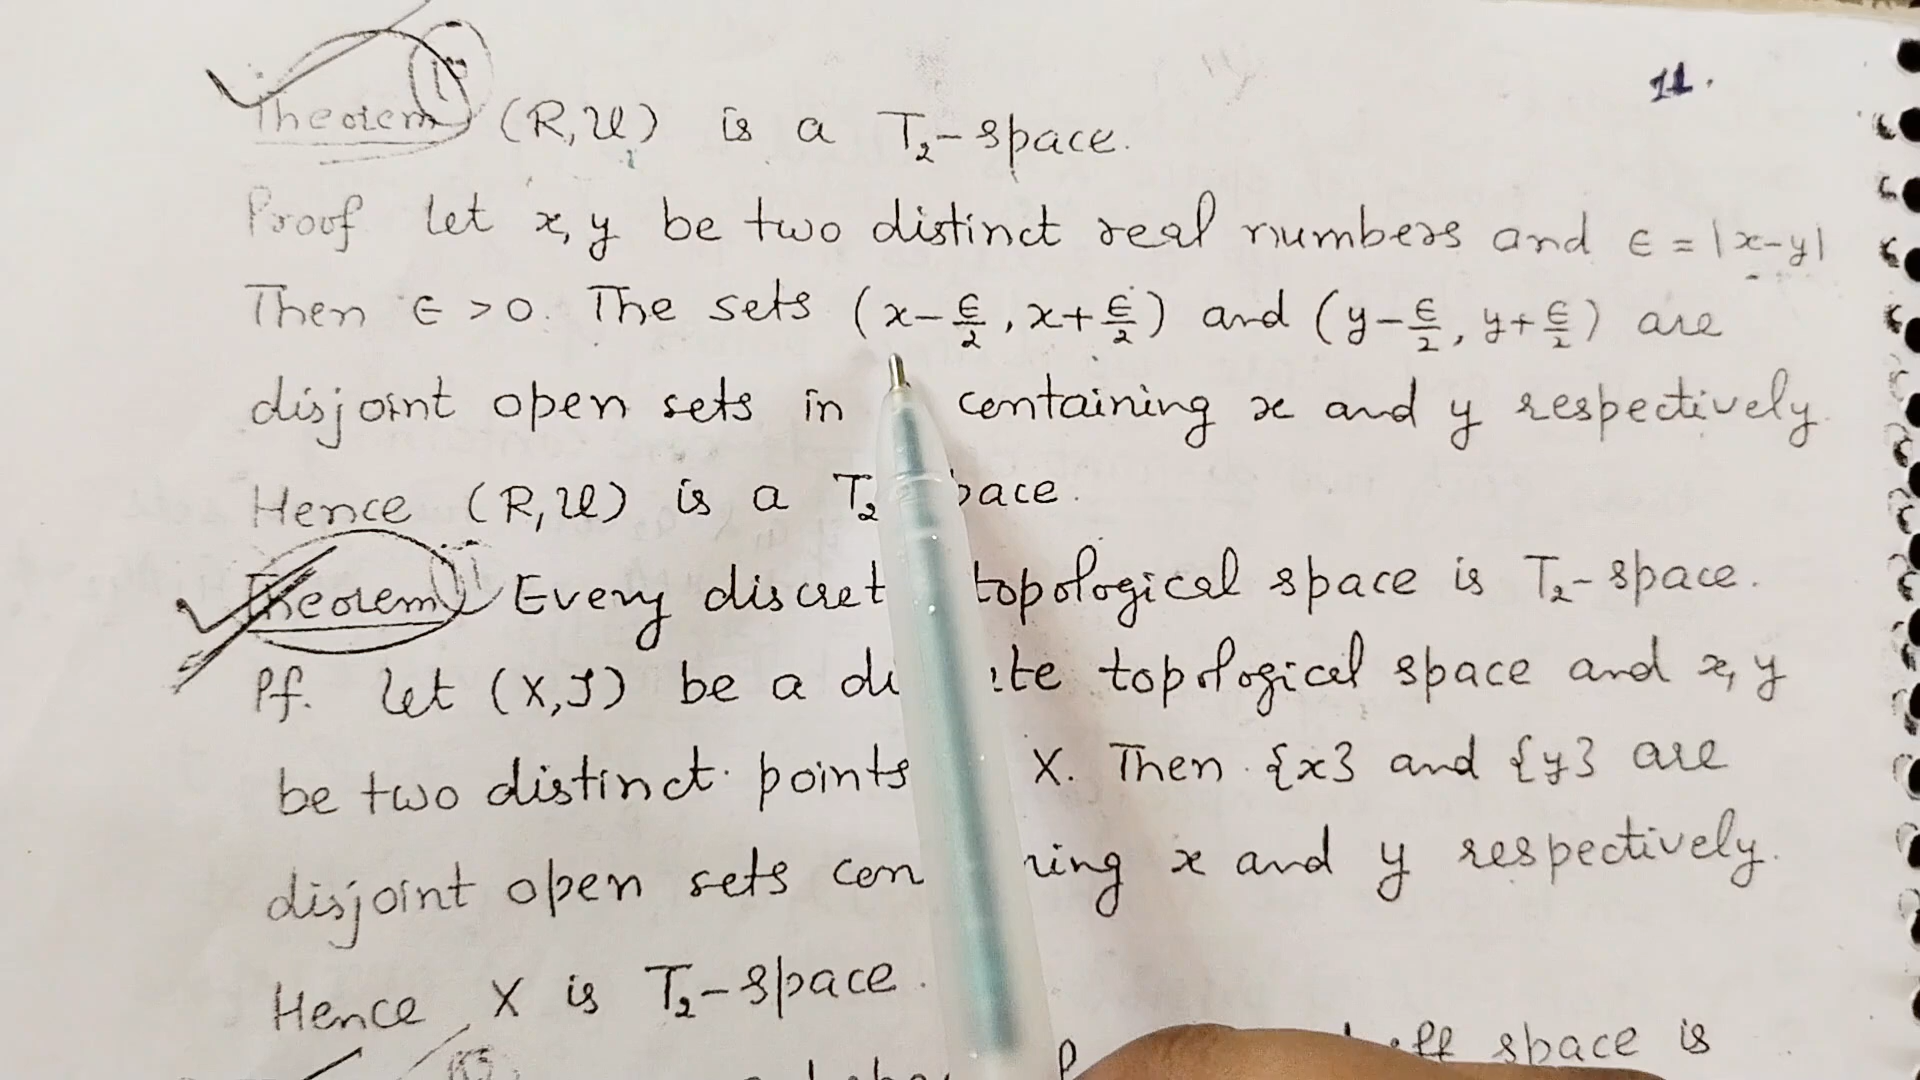 11.
Theorem (R,U) is a T₂-space.
Proof Let x, y be two distinct real numbers and ϵ = |x-y|
Then ϵ > 0. The sets (x-ϵ/2, x+ϵ/2) and (y-ϵ/2, y+ϵ/2) are
disjoint open sets in containing x and y respectively.
Hence (R,U) is a T₂ pace.
Theorem Every discret topological space is T₂-space.
Pf. Let (X,J) be a di te topological space and x, y
be two distinct points X. Then {x} and {y} are
disjoint open sets con ning x and y respectively.
Hence X is T₂-space.
space is